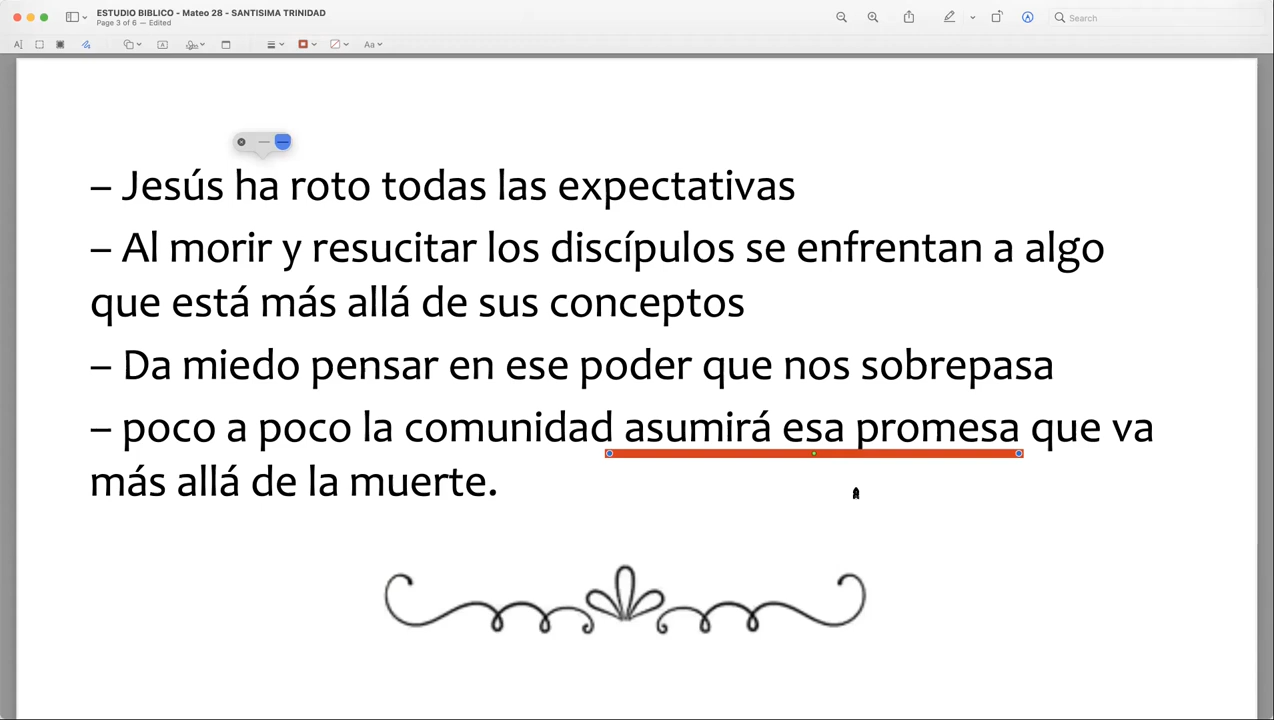 ESTUDIO BIBLICO - Mateo 28 - SANTISIMA TRINIDAD
Page 3 of 6 — Edited
Search
– Jesús ha roto todas las expectativas
– Al morir y resucitar los discípulos se enfrentan a algo
que está más allá de sus conceptos
– Da miedo pensar en ese poder que nos sobrepasa
– poco a poco la comunidad asumirá esa promesa que va
más allá de la muerte.